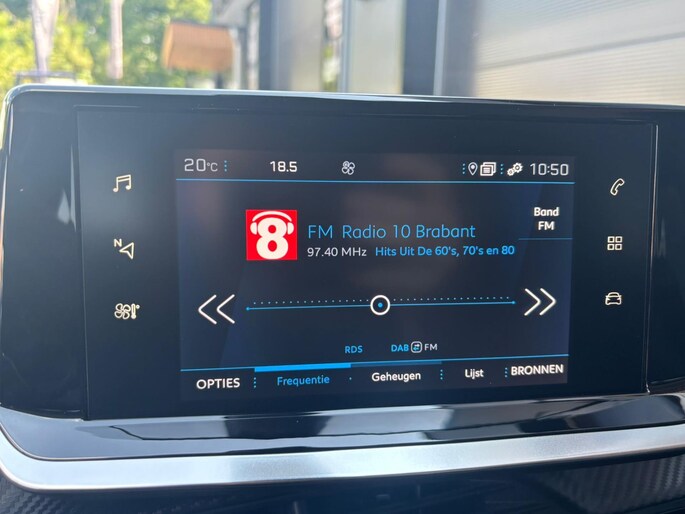 20°C
18.5
10:50
N
8
FM Radio 10 Brabant
97.40 MHz Hits Uit De 60's, 70's en 80
Band
FM
RDS
DAB FM
OPTIES
Frequentie
Geheugen
Lijst
BRONNEN